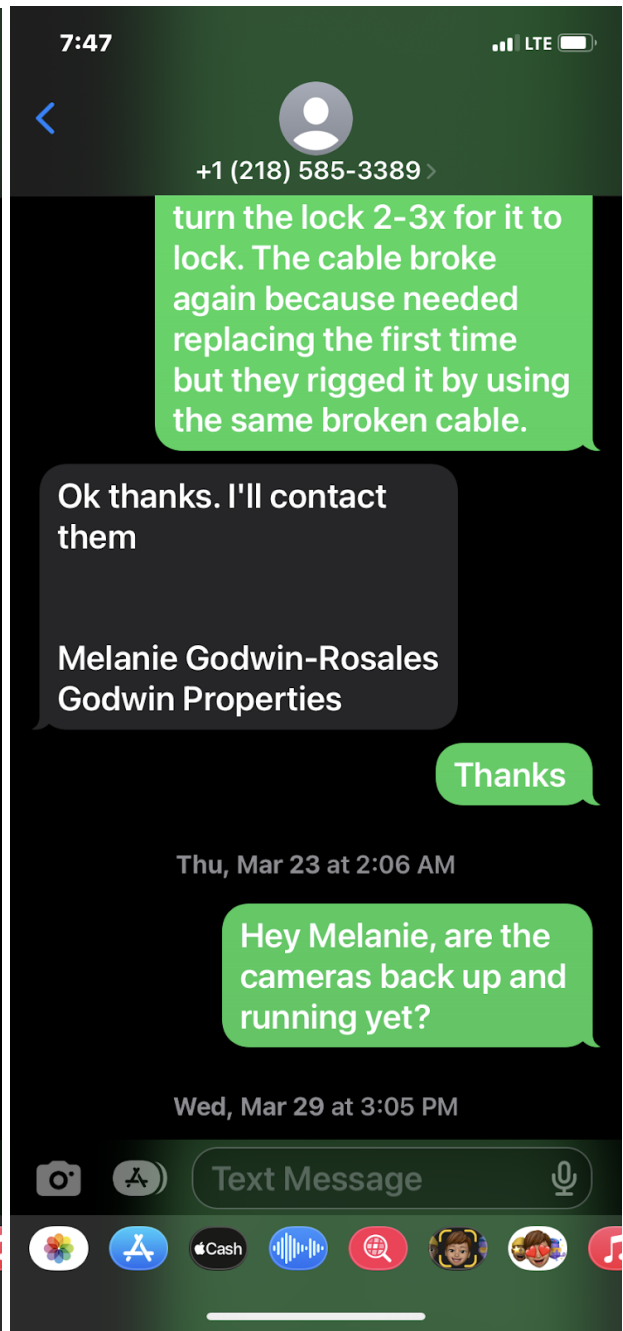 7:47
LTE
+1 (218) 585-3389
turn the lock 2-3x for it to
lock. The cable broke
again because needed
replacing the first time
but they rigged it by using
the same broken cable.
Ok thanks. I'll contact
them
Melanie Godwin-Rosales
Godwin Properties
Thanks
Thu, Mar 23 at 2:06 AM
Hey Melanie, are the
cameras back up and
running yet?
Wed, Mar 29 at 3:05 PM
Text Message
Cash